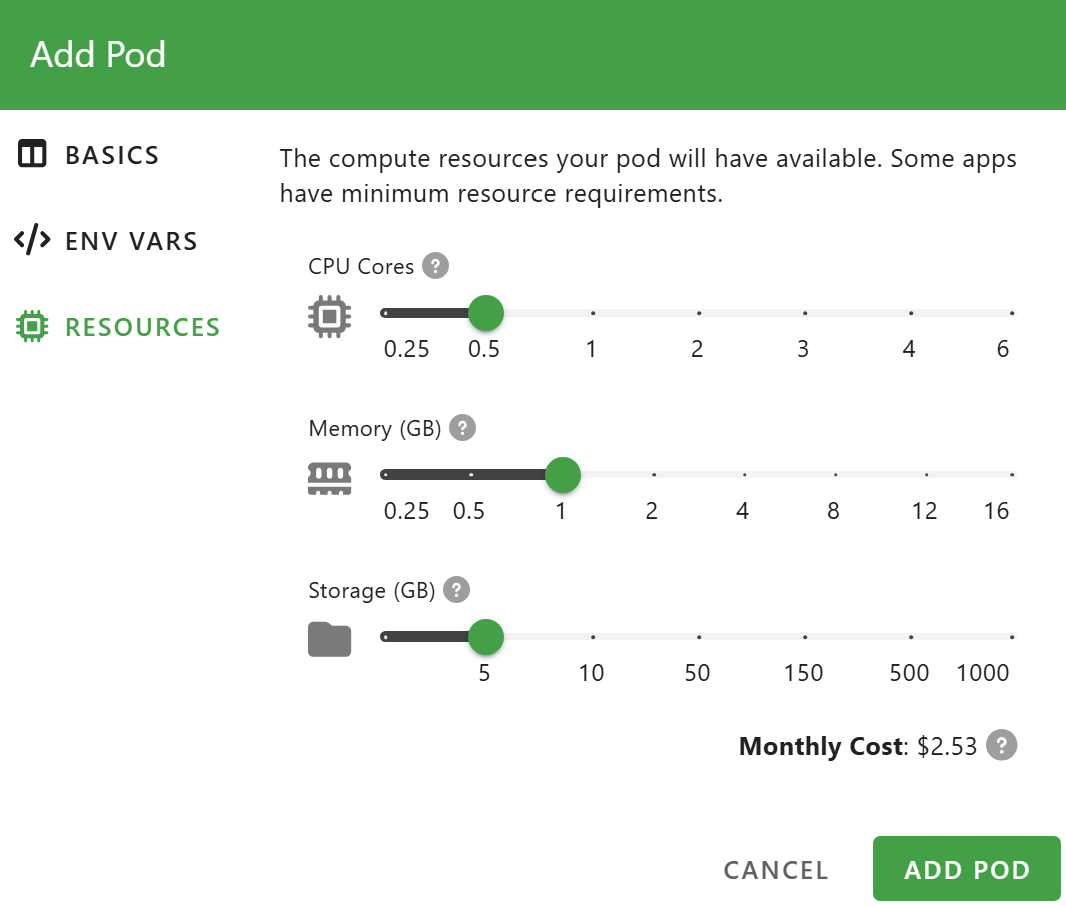 Add Pod
BASICS
ENV VARS
RESOURCES
The compute resources your pod will have available. Some apps
have minimum resource requirements.
CPU Cores ?
0.25 0.5 1 2 3 4 6
Memory (GB) ?
0.25 0.5 1 2 4 8 12 16
Storage (GB) ?
5 10 50 150 500 1000
Monthly Cost: $2.53 ?
CANCEL ADD POD